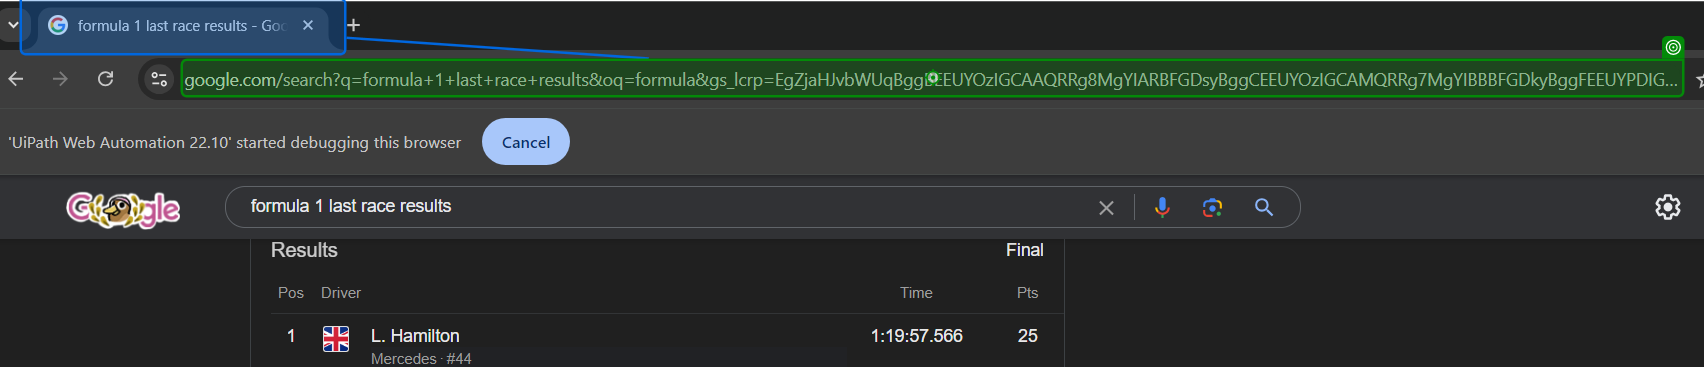 formula 1 last race results - Goo
google.com/search?q=formula+1+last+race+results&oq=formula&gs_lcrp=EgZjaHJvbWUqBggBEEUYOzIGCAAQRRg8MgYIARBFGDsyBggCEEUYOzIGCAMQRRg7MgYIBBBFGDkyBggFEEUYPDIG...
'UiPath Web Automation 22.10' started debugging this browser
Cancel
Google
formula 1 last race results
Results Final
Pos Driver Time Pts
1 L. Hamilton 1:19:57.566 25
Mercedes · #44